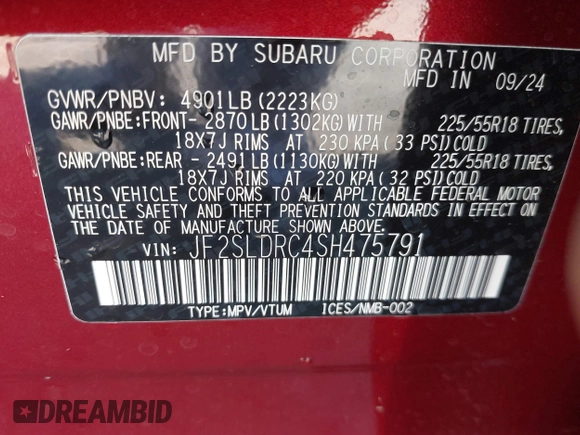 MFD BY SUBARU CORPORATION
MFD IN 09/24
GVWR/PNBV: 4901LB(2223KG)
GAWR/PNBE:FRONT-2870LB(1302KG)WITH 225/55R18 TIRES,
18X7J RIMS AT 230 KPA(33 PSI)COLD
GAWR/PNBE:REAR -2491LB(1130KG)WITH 225/55R18 TIRES,
18X7J RIMS AT 220 KPA(32 PSI)COLD
THIS VEHICLE CONFORMS TO ALL APPLICABLE FEDERAL MOTOR
VEHICLE SAFETY AND THEFT PREVENTION STANDARDS IN EFFECT ON
THE DATE OF MANUFACTURE SHOWN ABOVE.
VIN: JF2SLDRC4SH475791
TYPE:MPV/VTUM ICES/NMB-002
DREAMBID